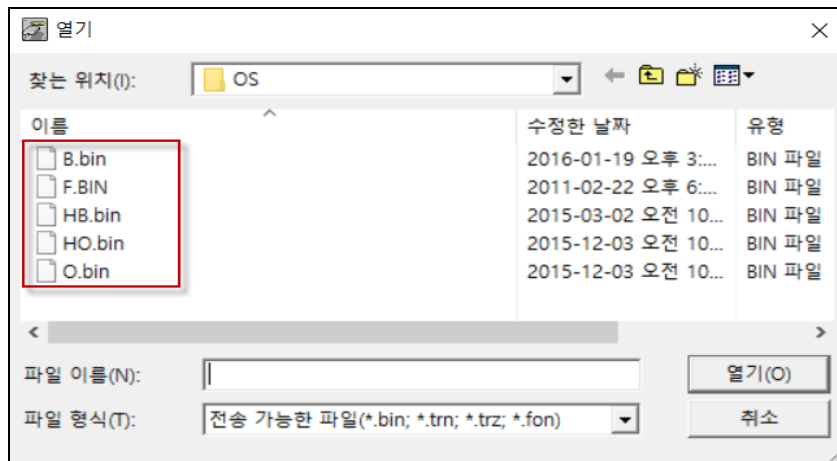 열기
찾는 위치(I): OS
이름 수정한 날짜 유형
B.bin 2016-01-19 오후 3:... BIN 파일
F.BIN 2011-02-22 오후 6:... BIN 파일
HB.bin 2015-03-02 오전 10... BIN 파일
HO.bin 2015-12-03 오전 10... BIN 파일
O.bin 2015-12-03 오전 10... BIN 파일
파일 이름(N): 열기(O)
파일 형식(T): 전송 가능한 파일(*.bin; *.trn; *.trz; *.fon) 취소